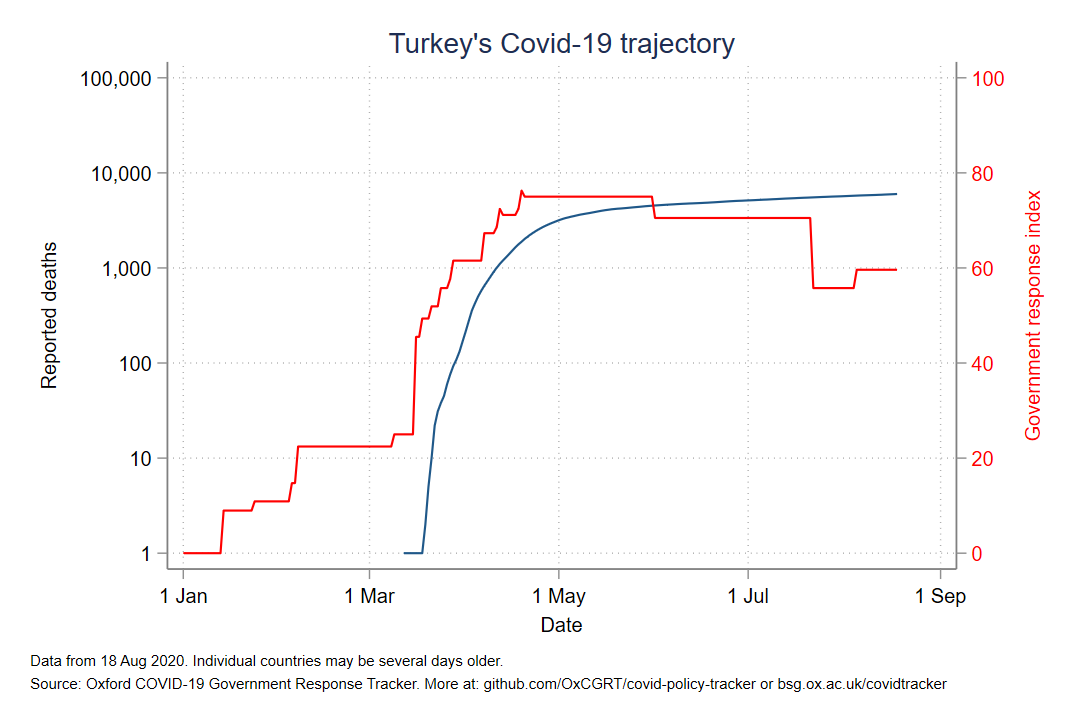 Turkey's Covid-19 trajectory
100,000
10,000
1,000
100
10
1
Reported deaths
100
80
60
40
20
0
Government response index
1 Jan
1 Mar
1 May
1 Jul
1 Sep
Date
Data from 18 Aug 2020. Individual countries may be several days older.
Source: Oxford COVID-19 Government Response Tracker. More at: github.com/OxCGRT/covid-policy-tracker or bsg.ox.ac.uk/covidtracker